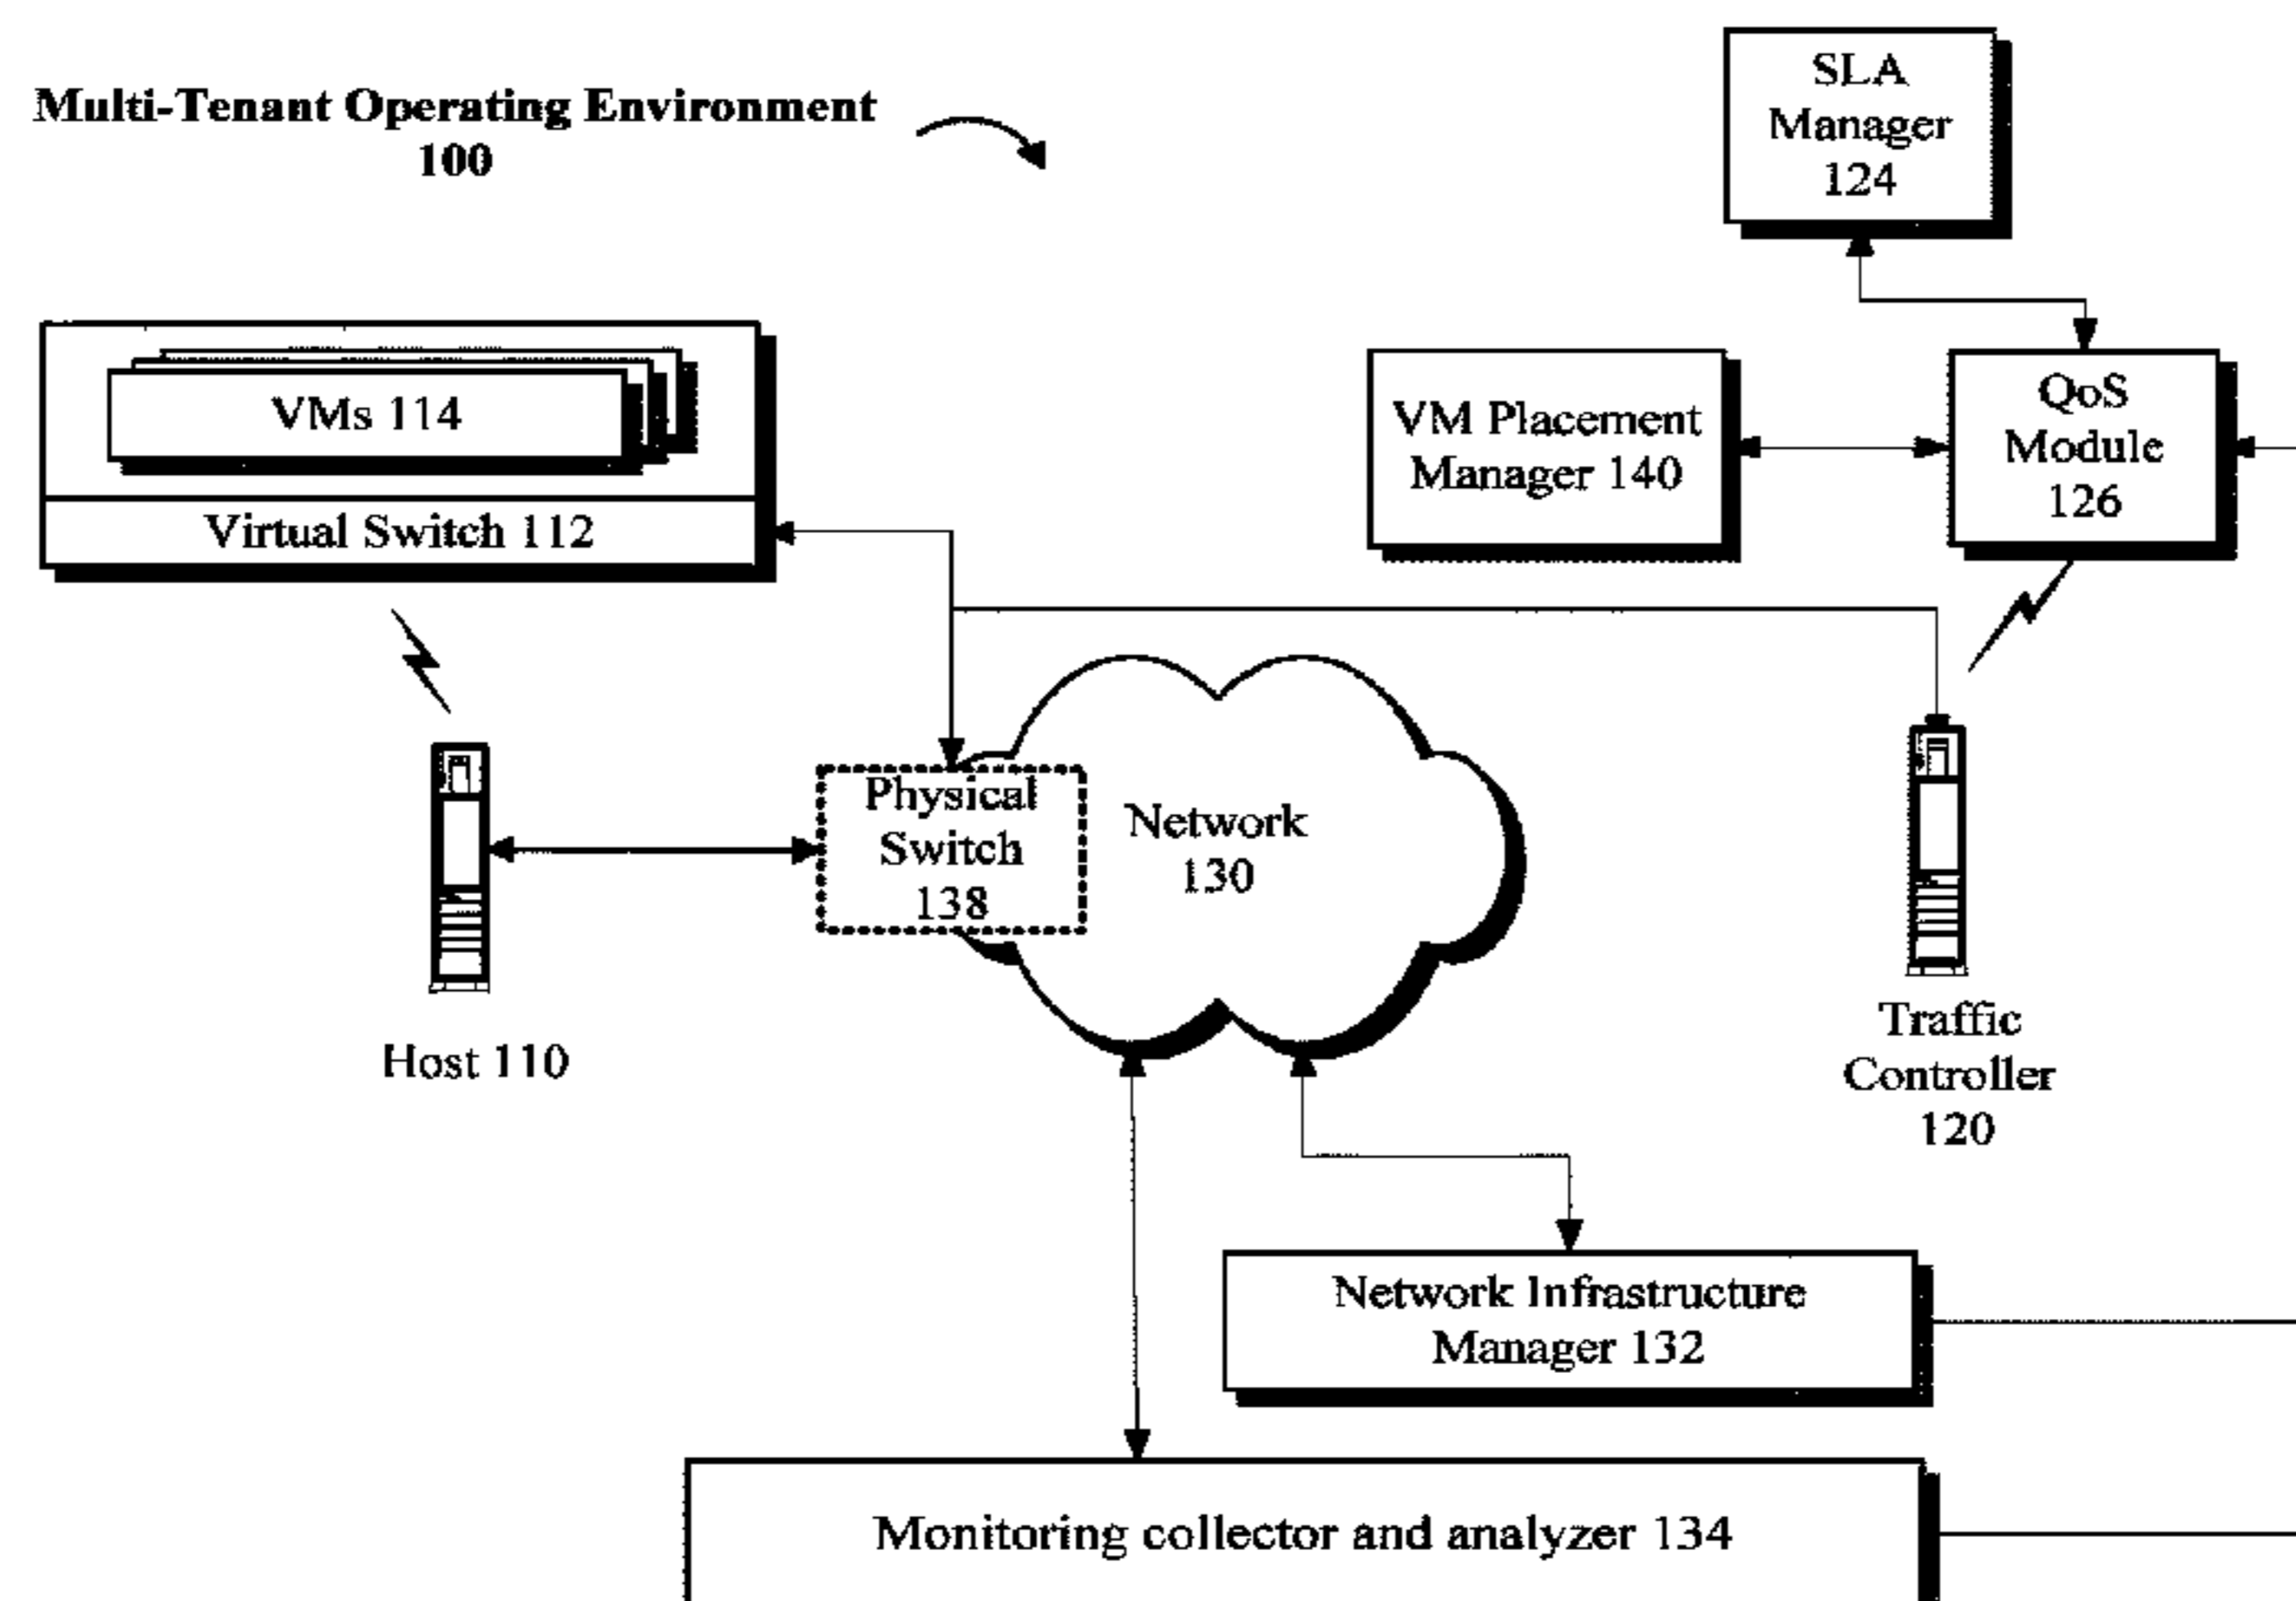 Multi-Tenant Operating Environment
100
SLA
Manager
124
VMs 114
Virtual Switch 112
VM Placement
Manager 140
QoS
Module
126
Physical
Switch
138
Network
130
Host 110
Traffic
Controller
120
Network Infrastructure
Manager 132
Monitoring collector and analyzer 134